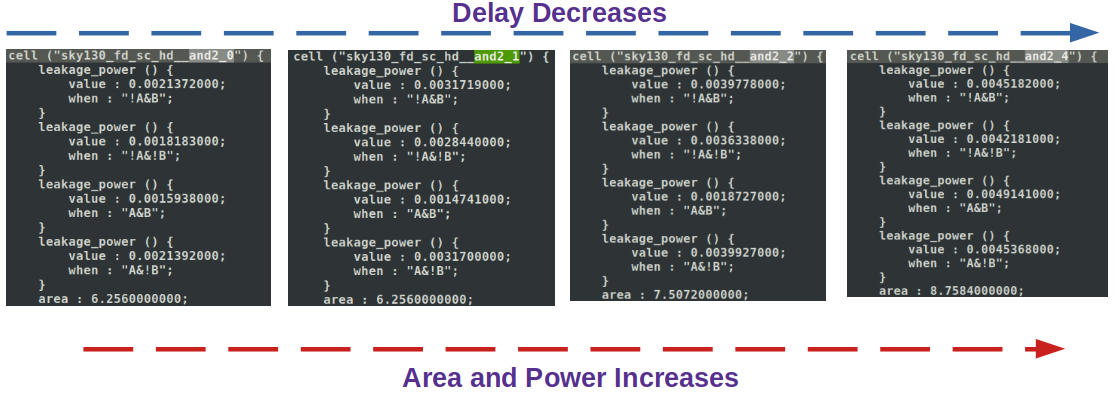 Delay Decreases
cell ("sky130_fd_sc_hd__and2_0") {
leakage_power () {
value : 0.0021372000;
when : "!A&B";
}
leakage_power () {
value : 0.0018183000;
when : "!A&!B";
}
leakage_power () {
value : 0.0015938000;
when : "A&B";
}
leakage_power () {
value : 0.0021392000;
when : "A&!B";
}
area : 6.2560000000;
cell ("sky130_fd_sc_hd__and2_1") {
leakage_power () {
value : 0.0031719000;
when : "!A&B";
}
leakage_power () {
value : 0.0028440000;
when : "!A&!B";
}
leakage_power () {
value : 0.0014741000;
when : "A&B";
}
leakage_power () {
value : 0.0031700000;
when : "A&!B";
}
area : 6.2560000000;
cell ("sky130_fd_sc_hd__and2_2") {
leakage_power () {
value : 0.0039778000;
when : "!A&B";
}
leakage_power () {
value : 0.0036338000;
when : "!A&!B";
}
leakage_power () {
value : 0.0018727000;
when : "A&B";
}
leakage_power () {
value : 0.0039927000;
when : "A&!B";
}
area : 7.5072000000;
cell ("sky130_fd_sc_hd__and2_4") {
leakage_power () {
value : 0.0045182000;
when : "!A&B";
}
leakage_power () {
value : 0.0042181000;
when : "!A&!B";
}
leakage_power () {
value : 0.0049141000;
when : "A&B";
}
leakage_power () {
value : 0.0045368000;
when : "A&!B";
}
area : 8.7584000000;
Area and Power Increases